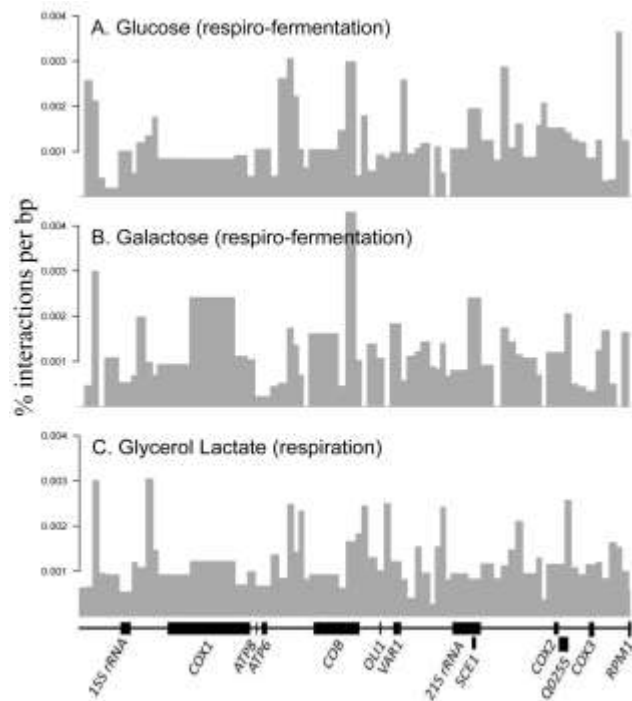 % interactions per bp
A. Glucose (respiro-fermentation)
0.004
0.003
0.002
0.001
B. Galactose (respiro-fermentation)
0.004
0.003
0.002
0.001
C. Glycerol Lactate (respiration)
0.004
0.003
0.002
0.001
15S rRNA
COX1
ATP8
ATP6
COB
OLI1
VAR1
21S rRNA
SCE1
COX2
Q0255
COX3
RPM1